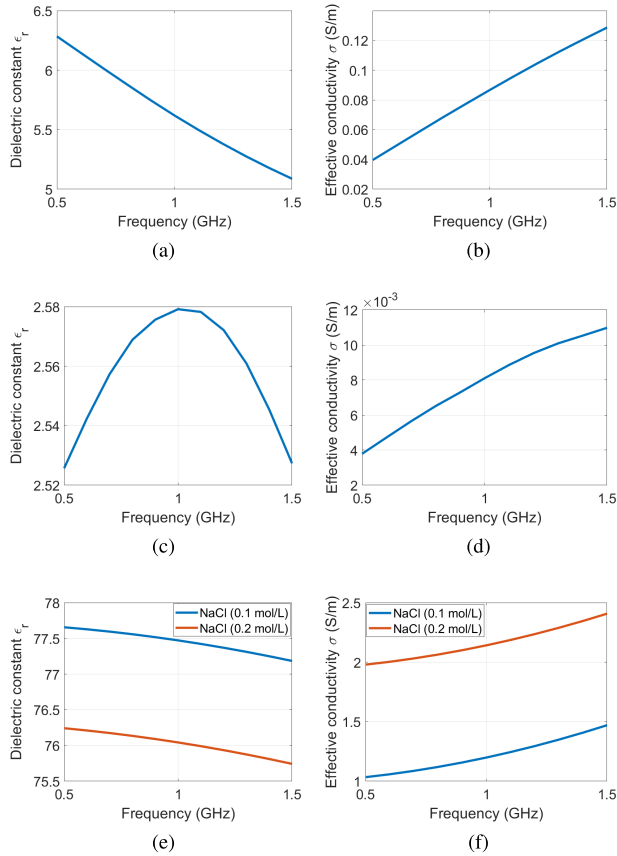 6.5
6
5.5
5
0.5
1
1.5
Dielectric constant ϵr
Frequency (GHz)
(a)
0.12
0.1
0.08
0.06
0.04
0.02
0.5
1
1.5
Effective conductivity σ (S/m)
Frequency (GHz)
(b)
2.58
2.56
2.54
2.52
0.5
1
1.5
Dielectric constant ϵr
Frequency (GHz)
(c)
×10-3
12
10
8
6
4
2
0.5
1
1.5
Effective conductivity σ (S/m)
Frequency (GHz)
(d)
78
77.5
77
76.5
76
75.5
0.5
1
1.5
Dielectric constant ϵr
NaCl (0.1 mol/L)
NaCl (0.2 mol/L)
Frequency (GHz)
(e)
2.5
2
1.5
1
0.5
1
1.5
Effective conductivity σ (S/m)
NaCl (0.1 mol/L)
NaCl (0.2 mol/L)
Frequency (GHz)
(f)